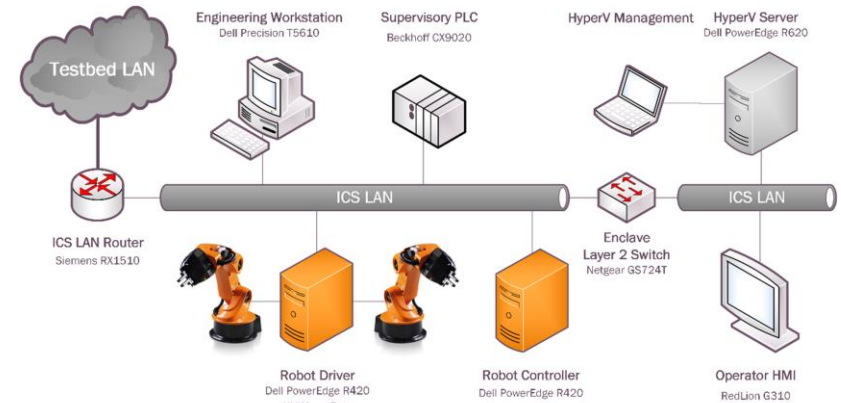 Engineering Workstation
Dell Precision T5610
Supervisory PLC
Beckhoff CX9020
HyperV Management
HyperV Server
Dell PowerEdge R620
Testbed LAN
ICS LAN
ICS LAN
ICS LAN Router
Siemens RX1510
Enclave
Layer 2 Switch
Netgear GS724T
Robot Driver
Dell PowerEdge R420
Robot Controller
Dell PowerEdge R420
Operator HMI
RedLion G310